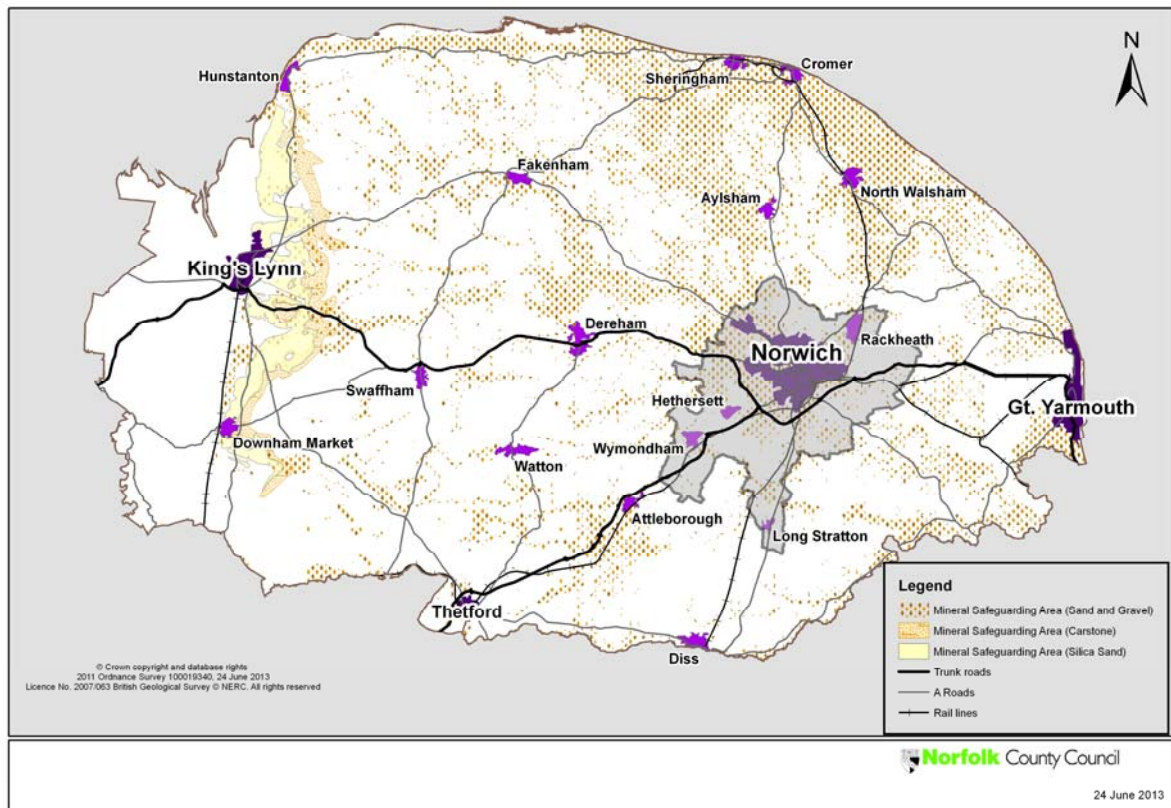 N
Hunstanton
Sheringham
Cromer
Fakenham
Aylsham
North Walsham
King's Lynn
Dereham
Norwich
Rackheath
Swaffham
Hethersett
Gt. Yarmouth
Downham Market
Wymondham
Watton
Attleborough
Long Stratton
Thetford
Diss
Legend
Mineral Safeguarding Area (Sand and Gravel)
Mineral Safeguarding Area (Carstone)
Mineral Safeguarding Area (Silica Sand)
Trunk roads
A Roads
Rail lines
© Crown copyright and database rights
2011 Ordnance Survey 100019340, 24 June 2013
Licence No. 2007/063 British Geological Survey © NERC. All rights reserved
Norfolk County Council
24 June 2013